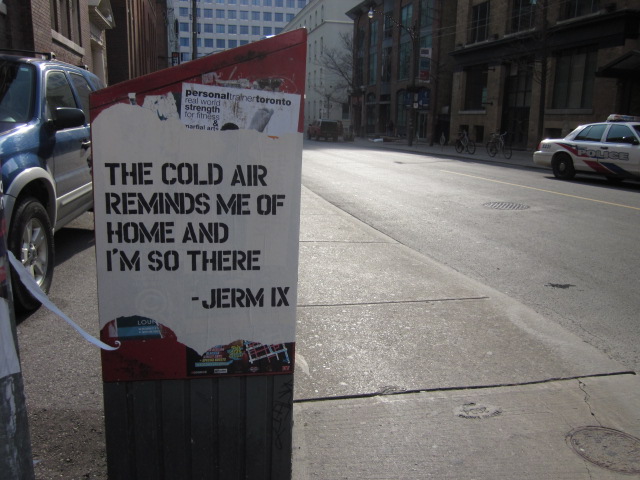 personaltrainertoronto
real world
strength
for fitness
&
martial arts
THE COLD AIR
REMINDS ME OF
HOME AND
I'M SO THERE
-JERM IX
POLICE